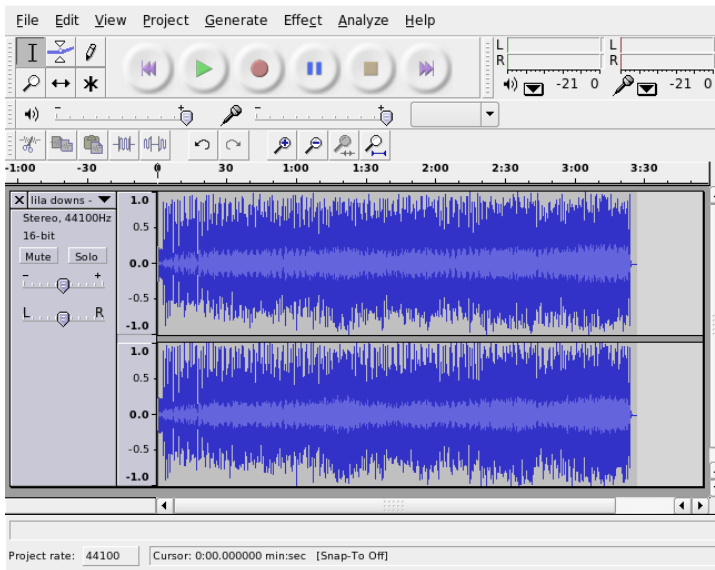 File Edit View Project Generate Effect Analyze Help
L L
R R
-21 0 -21 0
-1:00 -30 0 30 1:00 1:30 2:00 2:30 3:00 3:30
X lila downs - 1.0
Stereo, 44100Hz
16-bit 0.5
Mute Solo
0.0
- +
-0.5
L R
-1.0
1.0
0.5
0.0
-0.5
-1.0
Project rate: 44100 Cursor: 0:00.000000 min:sec [Snap-To Off]